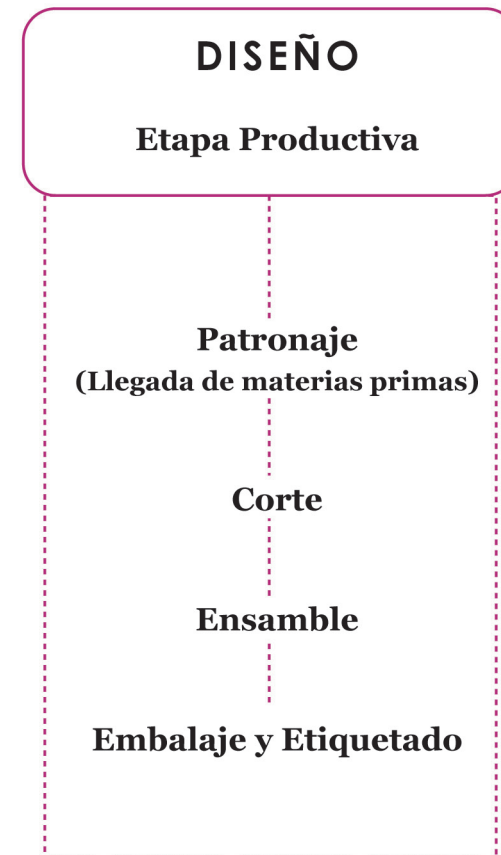 DISEÑO
Etapa Productiva
Patronaje
(Llegada de materias primas)
Corte
Ensamble
Embalaje y Etiquetado